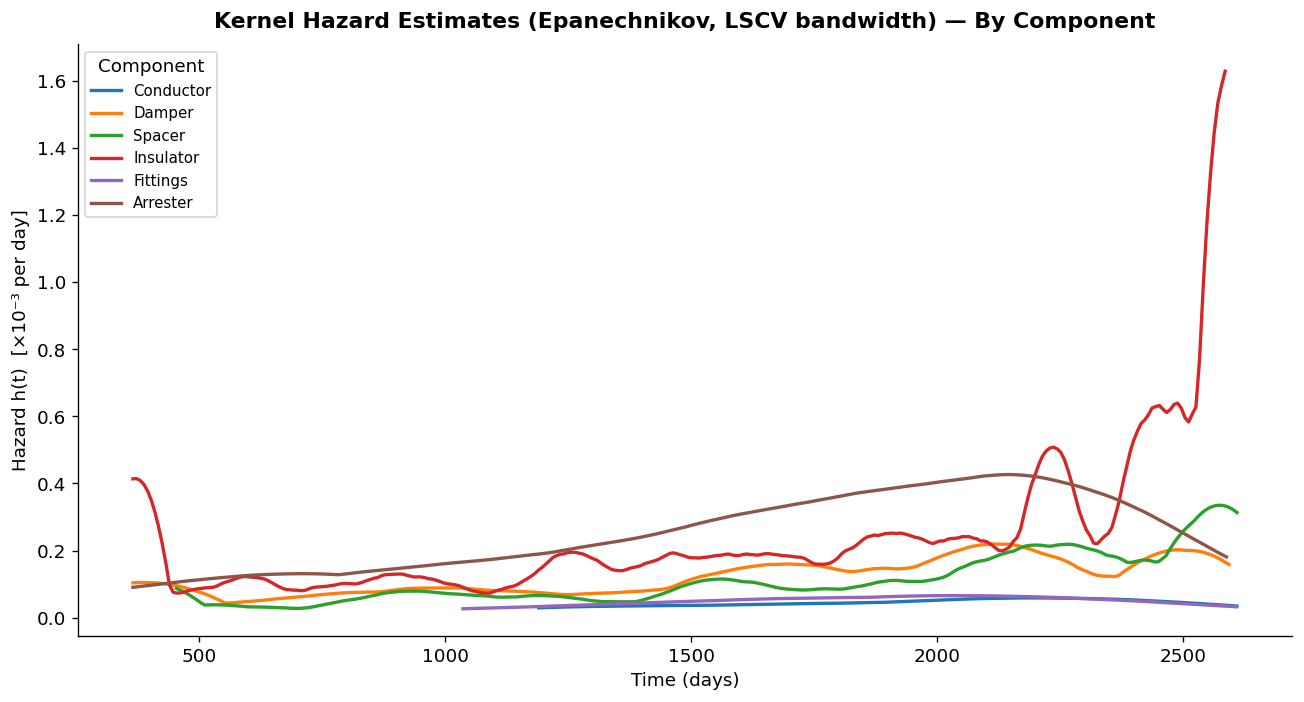 Kernel Hazard Estimates (Epanechnikov, LSCV bandwidth) — By Component
Component
Conductor
Damper
Spacer
Insulator
Fittings
Arrester
Hazard h(t) [×10⁻³ per day]
1.6
1.4
1.2
1.0
0.8
0.6
0.4
0.2
0.0
500 1000 1500 2000 2500
Time (days)